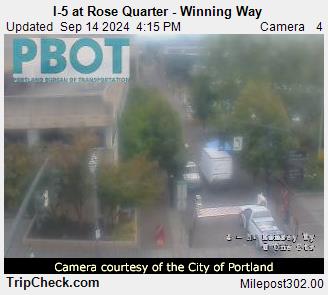 I-5 at Rose Quarter - Winning Way
Updated Sep 14 2024 4:15 PM Camera 4
PBOT
PORTLAND BUREAU OF TRANSPORTATION
Camera courtesy of the City of Portland
TripCheck.com Milepost302.00